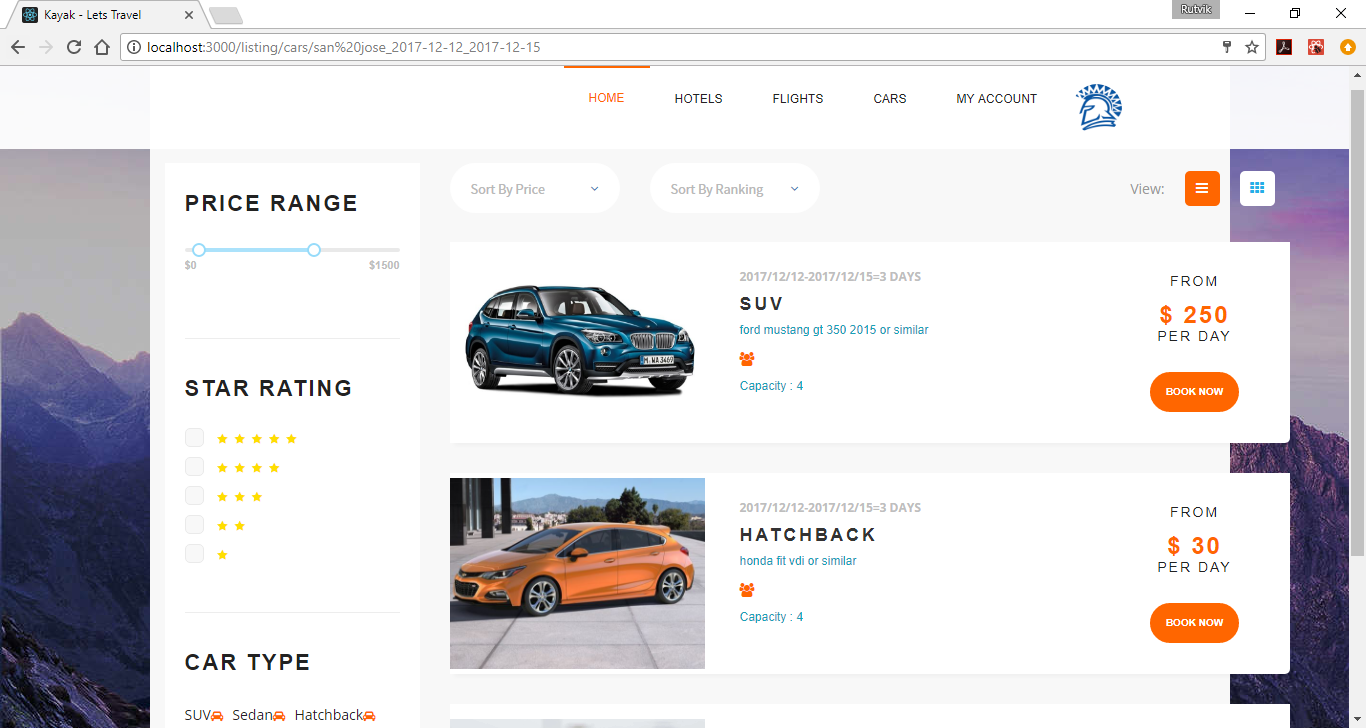 Kayak - Lets Travel
Rutvik
localhost:3000/listing/cars/san%20jose_2017-12-12_2017-12-15
HOME HOTELS FLIGHTS CARS MY ACCOUNT
PRICE RANGE
$0 $1500
STAR RATING
CAR TYPE
SUV Sedan Hatchback
Sort By Price Sort By Ranking View:
2017/12/12-2017/12/15=3 DAYS
SUV
ford mustang gt 350 2015 or similar
Capacity : 4
M·WA 3469
FROM
$ 250
PER DAY
BOOK NOW
2017/12/12-2017/12/15=3 DAYS
HATCHBACK
honda fit vdi or similar
Capacity : 4
FROM
$ 30
PER DAY
BOOK NOW